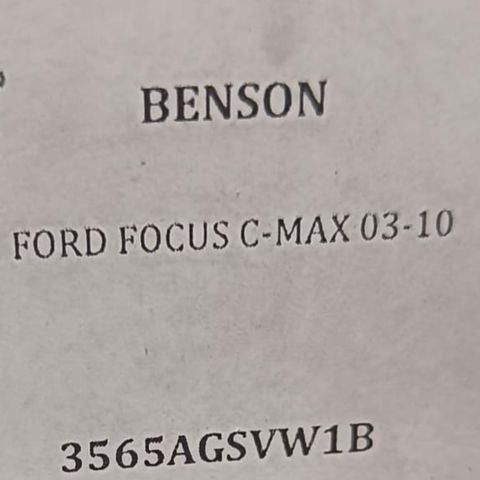 BENSON
FORD FOCUS C-MAX 03-10
3565AGSVW1B